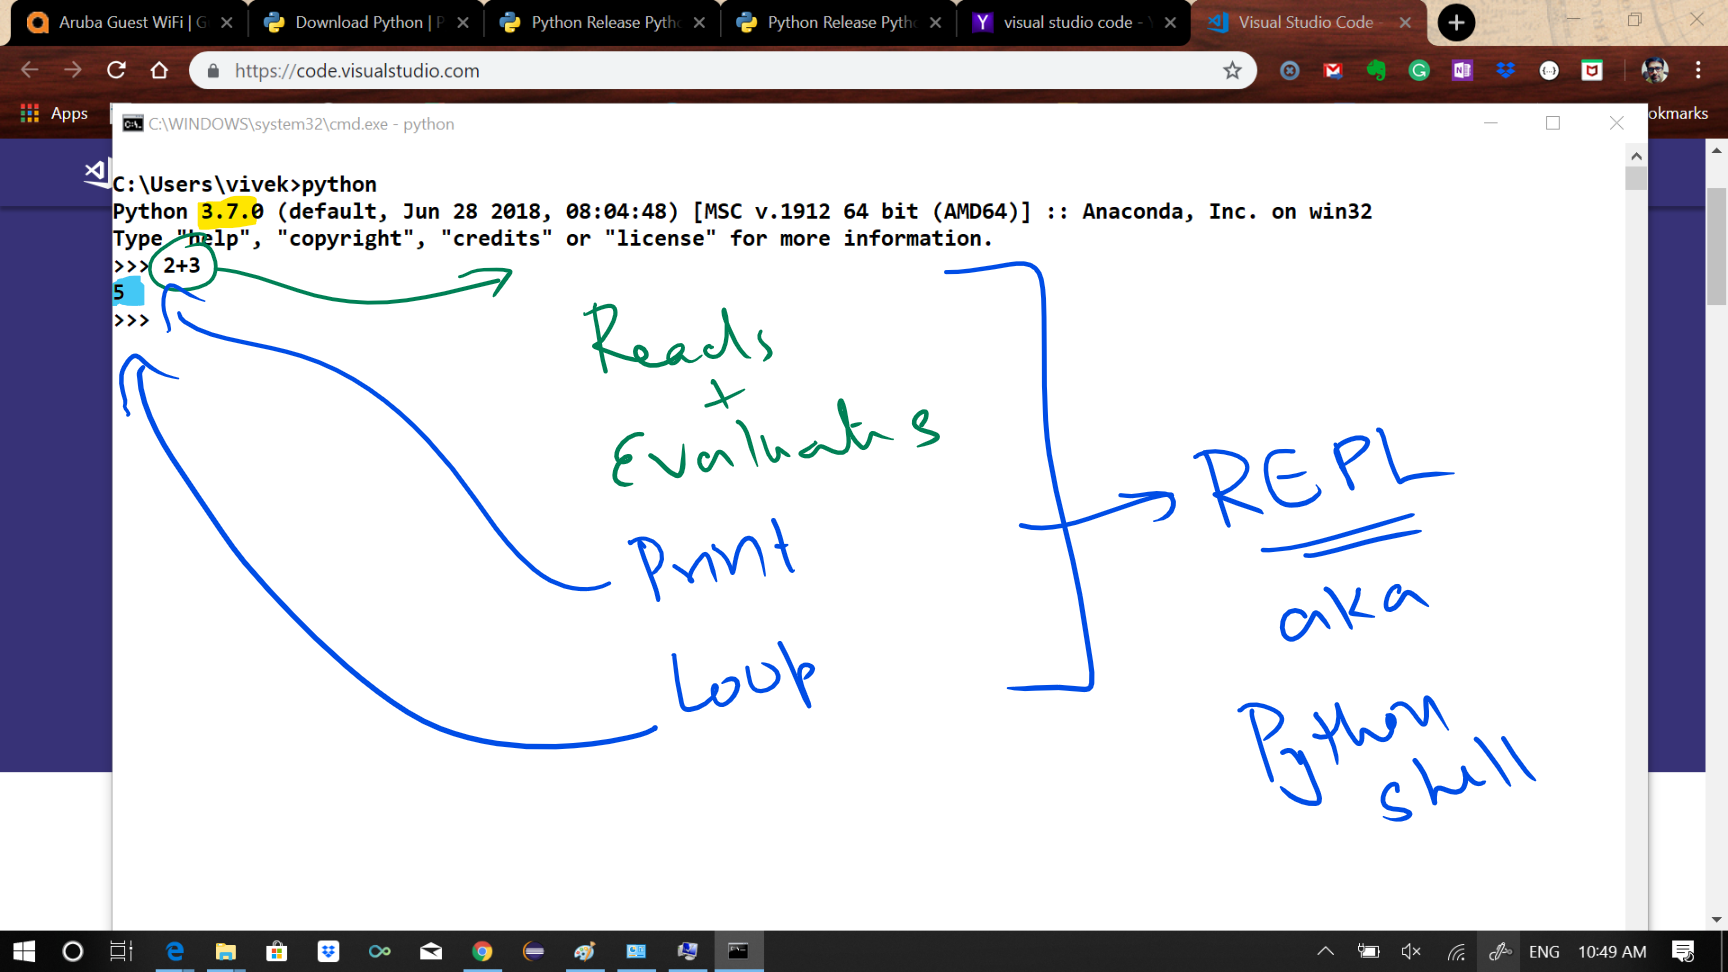 Aruba Guest WiFi | G
Download Python | P
Python Release Pytho
Python Release Pytho
visual studio code - Y
Visual Studio Code -
https://code.visualstudio.com
Apps
okmarks
C:\WINDOWS\system32\cmd.exe - python
C:\Users\vivek>python
Python 3.7.0 (default, Jun 28 2018, 08:04:48) [MSC v.1912 64 bit (AMD64)] :: Anaconda, Inc. on win32
Type "help", "copyright", "credits" or "license" for more information.
>>> 2+3
5
>>>
Reads
+
Evaluates
Print
Loop
REPL
aka
Python
shell
ENG 10:49 AM